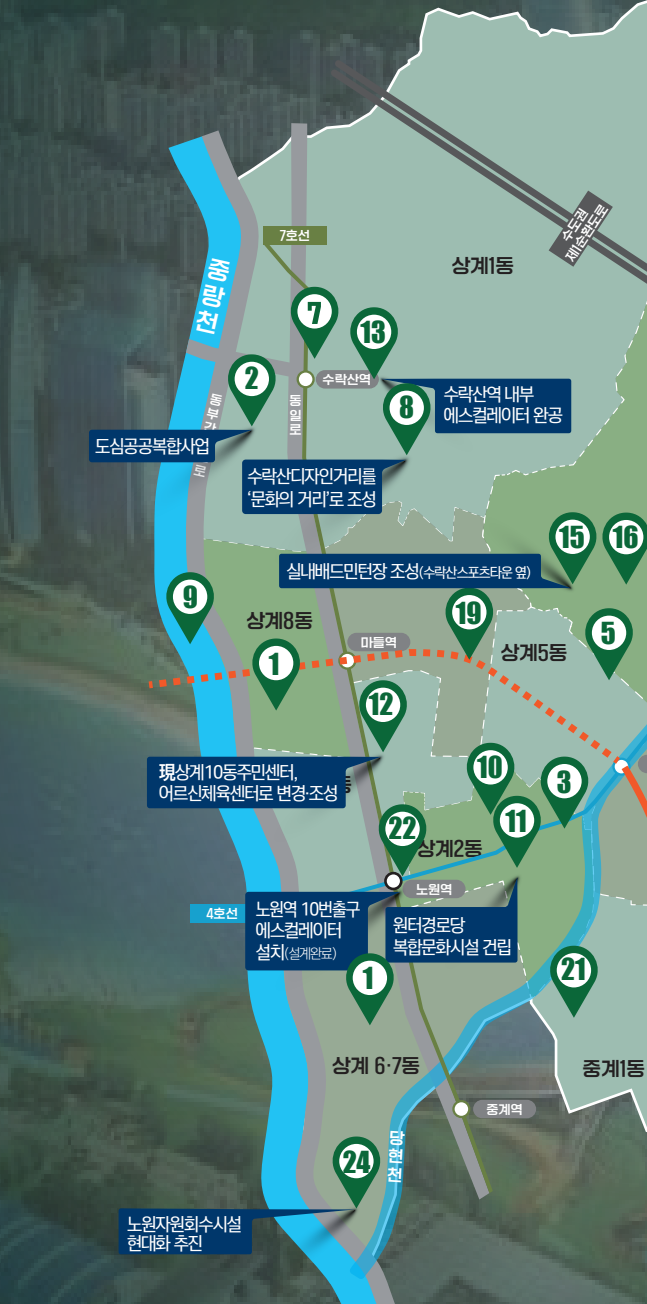 수도권
제1순환도로
7호선
상계1동
중랑천
7
13
수락산역
2
동일로
8
수락산역 내부
에스컬레이터 완공
동부간
로
도심공공복합사업
수락산디자인거리를
‘문화의 거리’로 조성
15
16
실내배드민턴장 조성(수락산스포츠타운 옆)
9
상계8동
19
5
마들역
상계5동
1
12
現상계10동주민센터,
어르신체육센터로 변경·조성
동
10
3
11
22
상계2동
노원역
4호선
노원역 10번출구
에스컬레이터
설치(설계완료)
원터경로당
복합문화시설 건립
1
21
상계 6·7동
중계1동
중계역
당현천
24
노원자원회수시설
현대화 추진